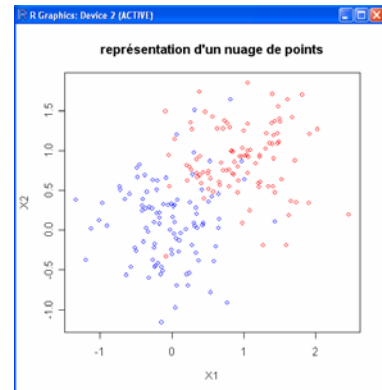 R Graphics: Device 2 (ACTIVE)
représentation d'un nuage de points
X2
1.5
1.0
0.5
0.0
-0.5
-1.0
-1 0 1 2
X1